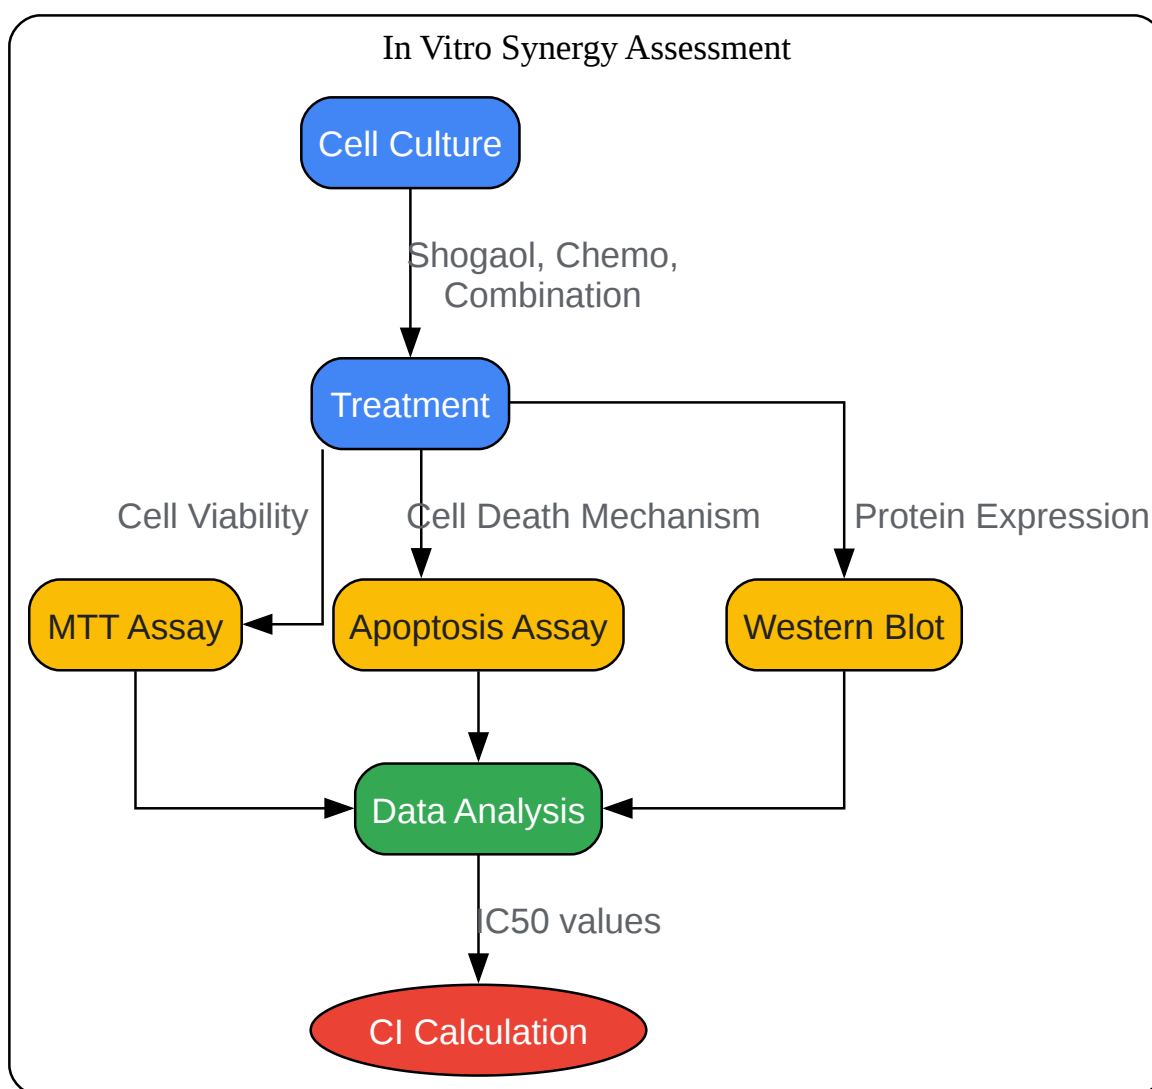 In Vitro Synergy Assessment
Cell Culture
Shogaol, Chemo,
Combination
Treatment
Cell Viability
Cell Death Mechanism
Protein Expression
MTT Assay
Apoptosis Assay
Western Blot
Data Analysis
IC50 values
CI Calculation